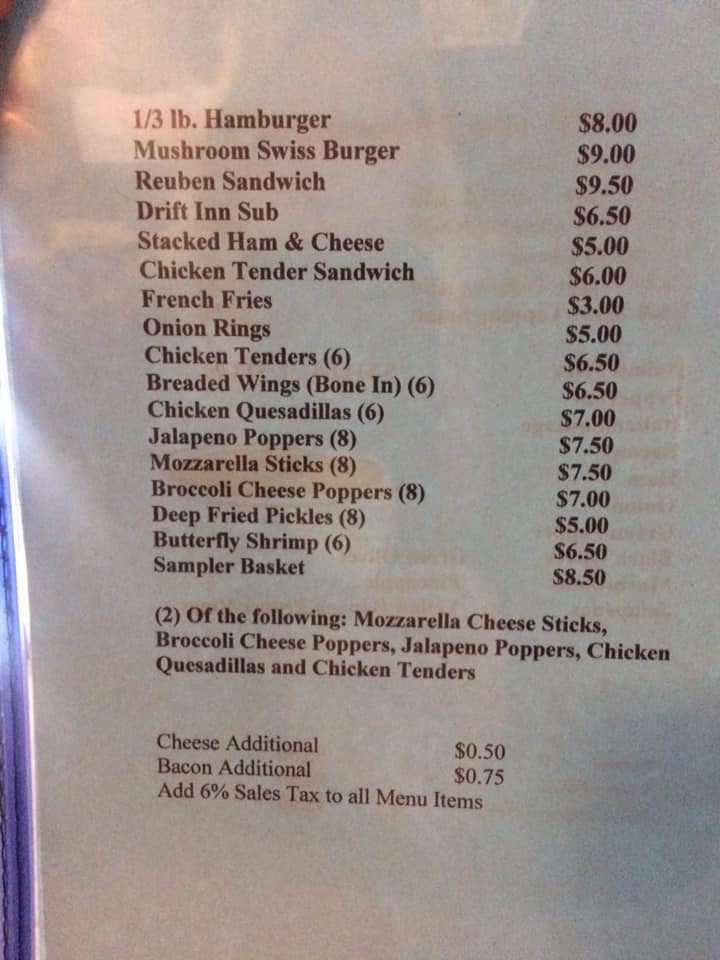 1/3 lb. Hamburger $8.00
Mushroom Swiss Burger $9.00
Reuben Sandwich $9.50
Drift Inn Sub $6.50
Stacked Ham & Cheese $5.00
Chicken Tender Sandwich $6.00
French Fries $3.00
Onion Rings $5.00
Chicken Tenders (6) $6.50
Breaded Wings (Bone In) (6) $6.50
Chicken Quesadillas (6) $7.00
Jalapeno Poppers (8) $7.50
Mozzarella Sticks (8) $7.50
Broccoli Cheese Poppers (8) $7.00
Deep Fried Pickles (8) $5.00
Butterfly Shrimp (6) $6.50
Sampler Basket $8.50
(2) Of the following: Mozzarella Cheese Sticks,
Broccoli Cheese Poppers, Jalapeno Poppers, Chicken
Quesadillas and Chicken Tenders
Cheese Additional $0.50
Bacon Additional $0.75
Add 6% Sales Tax to all Menu Items